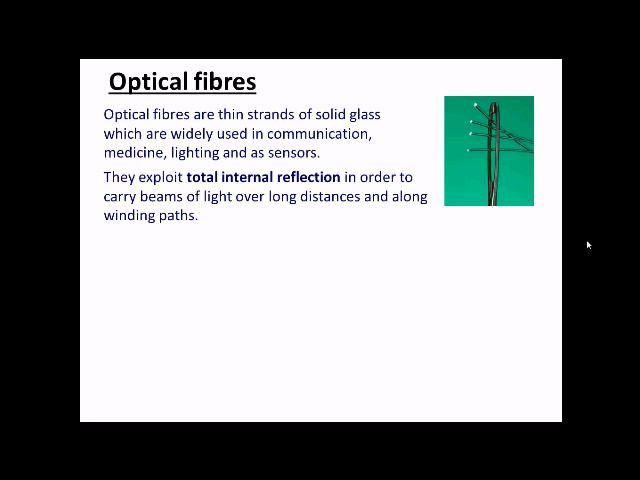 Optical fibres
Optical fibres are thin strands of solid glass
which are widely used in communication,
medicine, lighting and as sensors.
They exploit total internal reflection in order to
carry beams of light over long distances and along
winding paths.